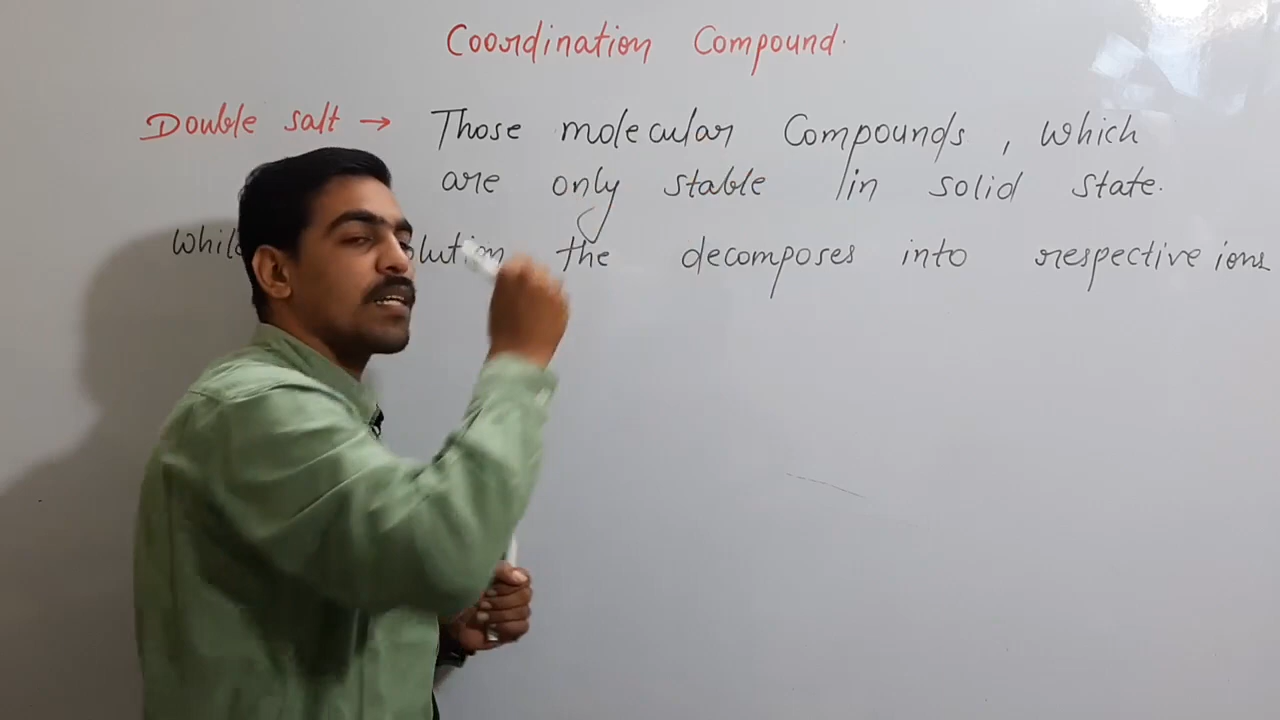 Coordination Compound.
Double salt → Those molecular Compounds, which
are only stable in solid state.
the decomposes into respective ions